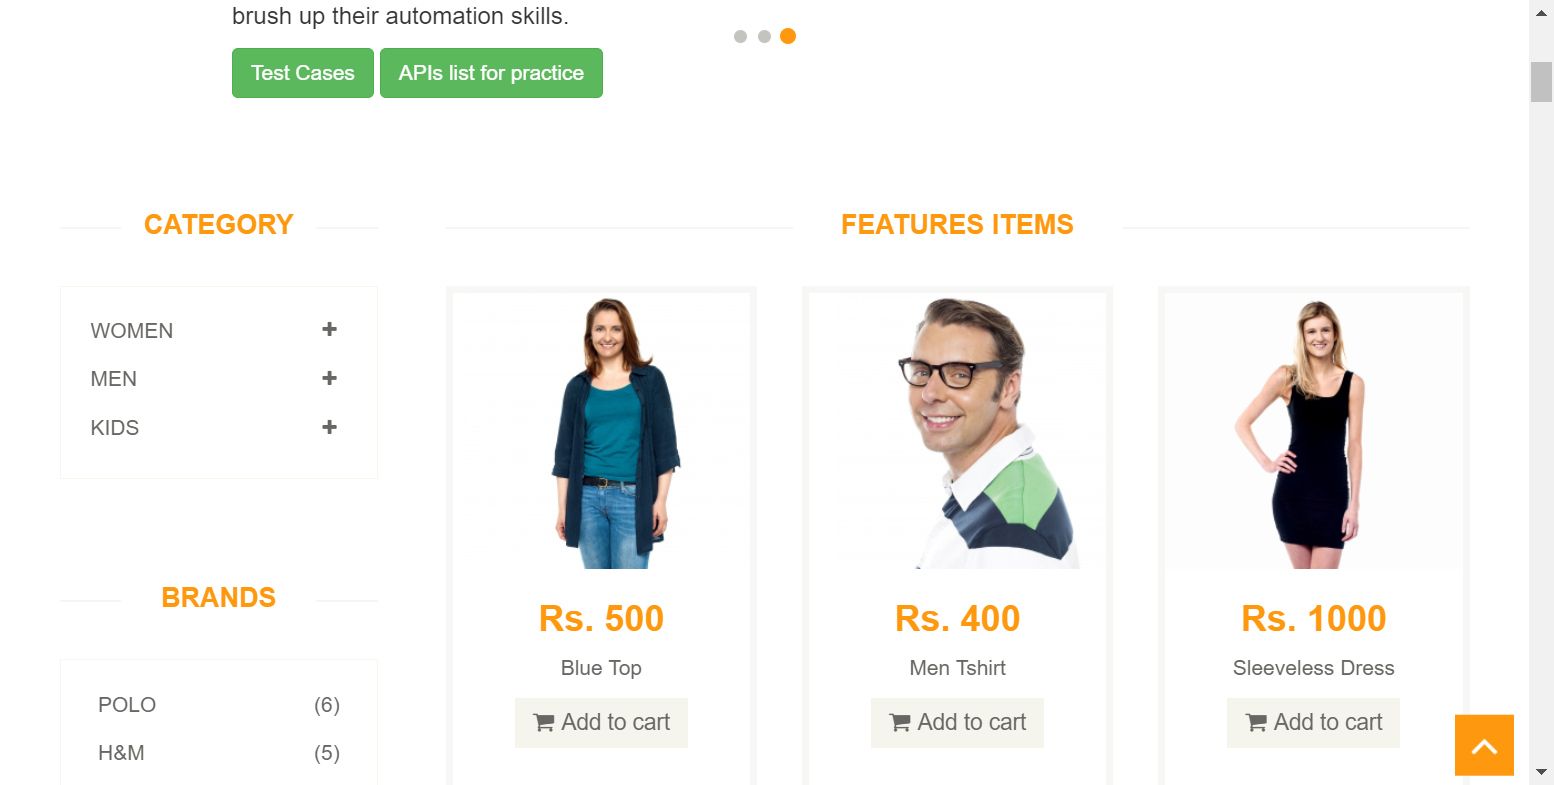 brush up their automation skills.
Test Cases
APIs list for practice
CATEGORY
WOMEN
MEN
KIDS
BRANDS
POLO (6)
H&M (5)
FEATURES ITEMS
Rs. 500
Blue Top
Add to cart
Rs. 400
Men Tshirt
Add to cart
Rs. 1000
Sleeveless Dress
Add to cart